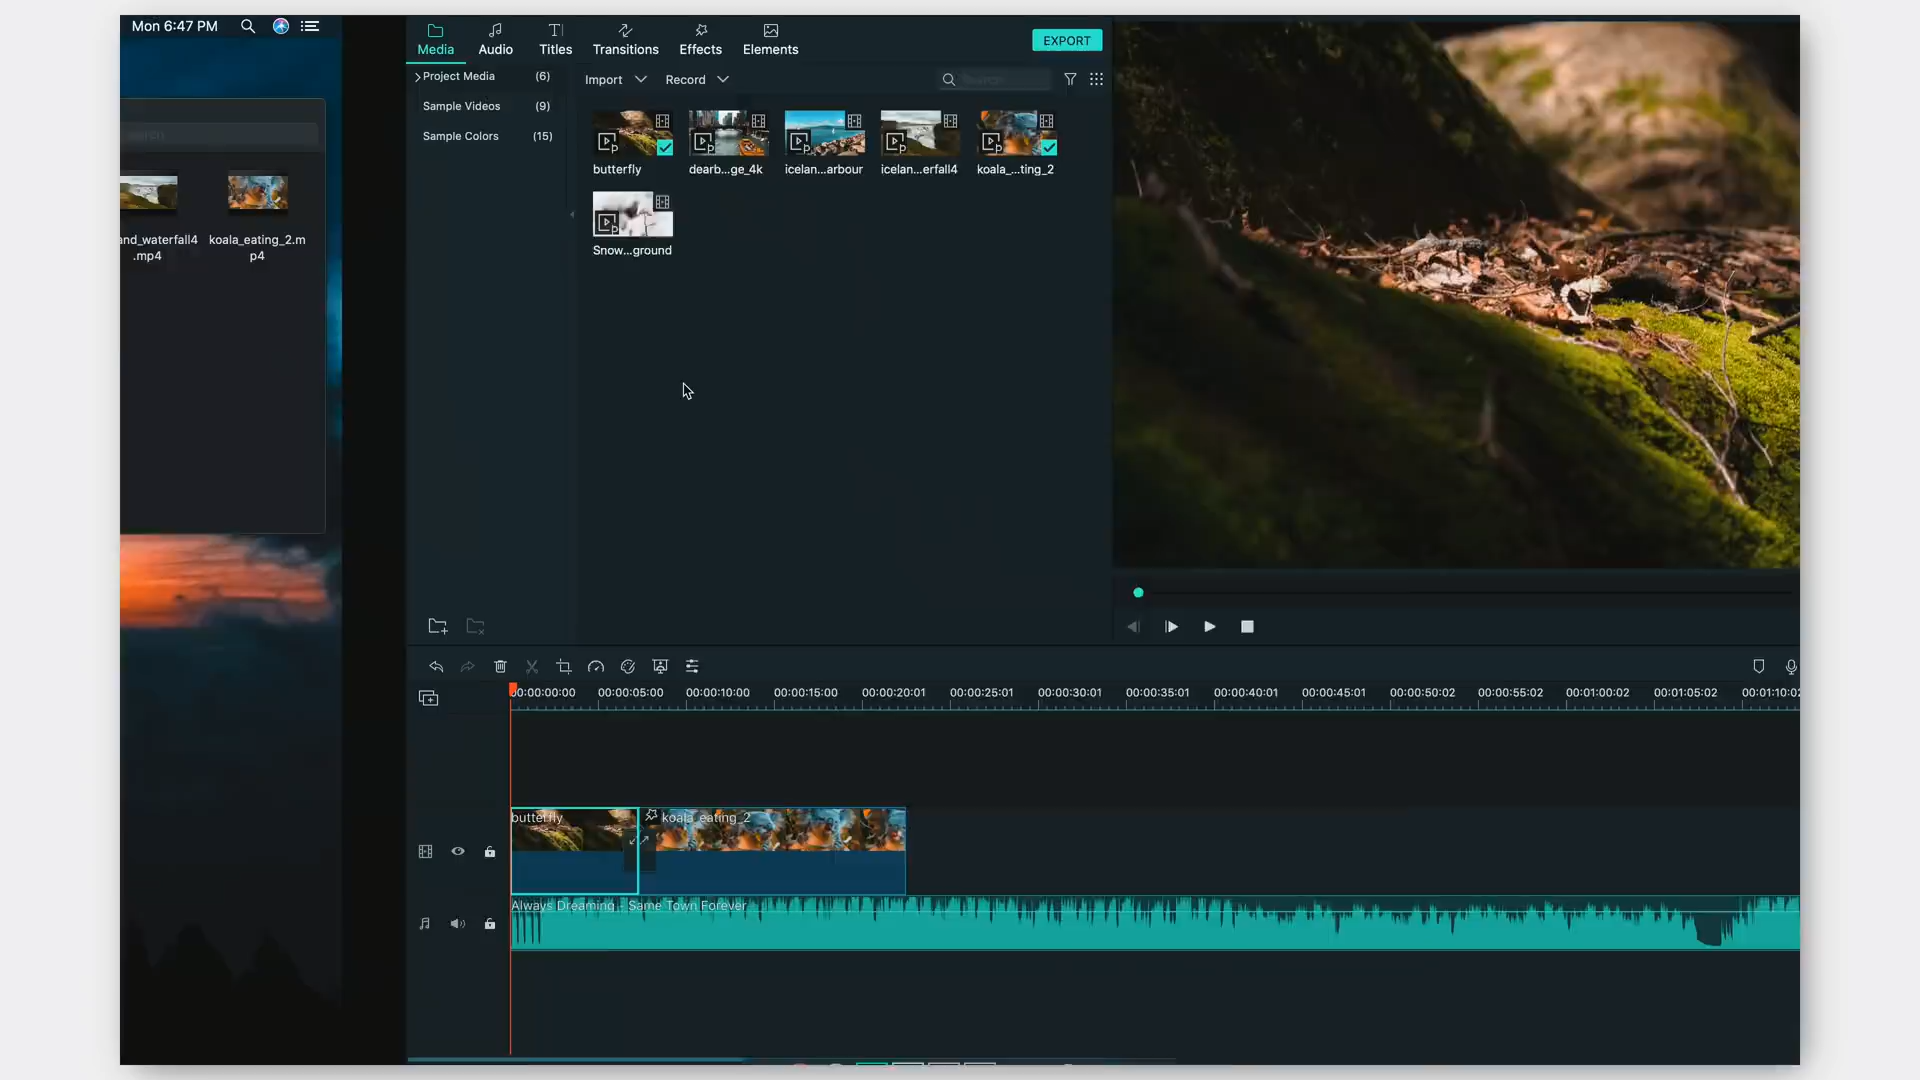 Mon 6:47 PM
and_waterfall4
.mp4
koala_eating_2.m
p4
Media
Audio
Titles
Transitions
Effects
Elements
EXPORT
Project Media (6)
Sample Videos (9)
Sample Colors (15)
Import
Record
butterfly
dearb...ge_4k
icelan...arbour
icelan...erfall4
koala_...ting_2
Snow...ground
00:00:00:00 00:00:05:00 00:00:10:00 00:00:15:00 00:00:20:01 00:00:25:01 00:00:30:01 00:00:35:01 00:00:40:01 00:00:45:01 00:00:50:02 00:00:55:02 00:01:00:02 00:01:05:02 00:01:10:02
butterfly
koala_eating_2
Always Dreaming - Same Town Forever